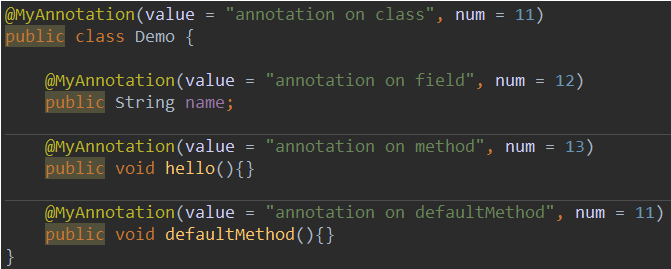 @MyAnnotation(value = "annotation on class", num = 11)
public class Demo {
@MyAnnotation(value = "annotation on field", num = 12)
public String name;
@MyAnnotation(value = "annotation on method", num = 13)
public void hello(){}
@MyAnnotation(value = "annotation on defaultMethod", num = 11)
public void defaultMethod(){}
}